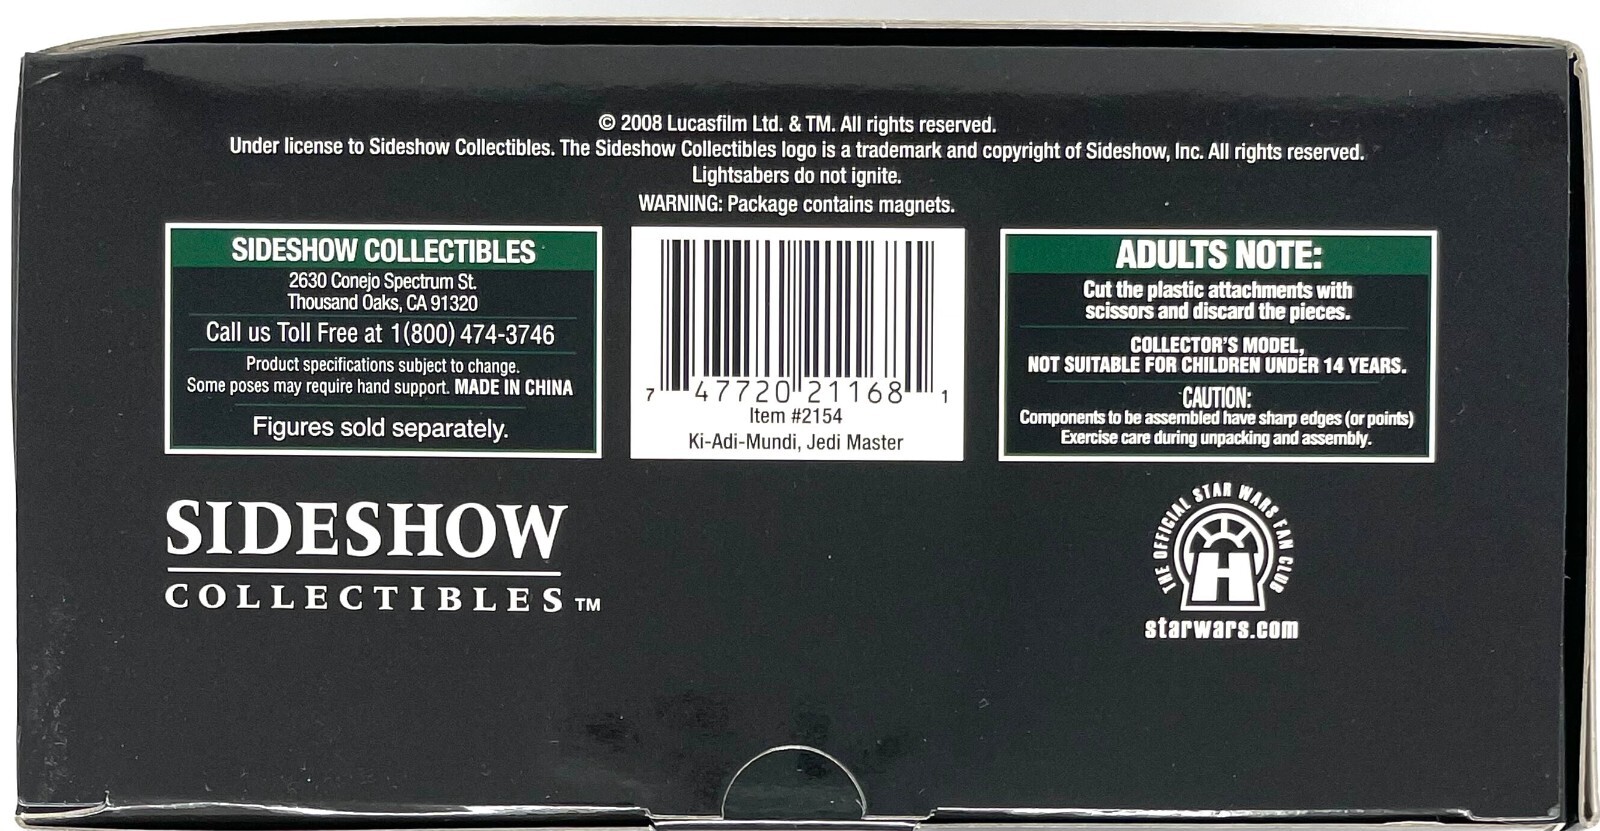 © 2008 Lucasfilm Ltd. & TM. All rights reserved.
Under license to Sideshow Collectibles. The Sideshow Collectibles logo is a trademark and copyright of Sideshow, Inc. All rights reserved.
Lightsabers do not ignite.
WARNING: Package contains magnets.
SIDESHOW COLLECTIBLES
2630 Conejo Spectrum St.
Thousand Oaks, CA 91320
Call us Toll Free at 1(800) 474-3746
Product specifications subject to change.
Some poses may require hand support. MADE IN CHINA
Figures sold separately.
7 47720 21168 1
Item #2154
Ki-Adi-Mundi, Jedi Master
ADULTS NOTE:
Cut the plastic attachments with
scissors and discard the pieces.
COLLECTOR'S MODEL,
NOT SUITABLE FOR CHILDREN UNDER 14 YEARS.
CAUTION:
Components to be assembled have sharp edges (or points)
Exercise care during unpacking and assembly.
SIDESHOW
COLLECTIBLES TM
THE OFFICIAL STAR WARS FAN CLUB
starwars.com